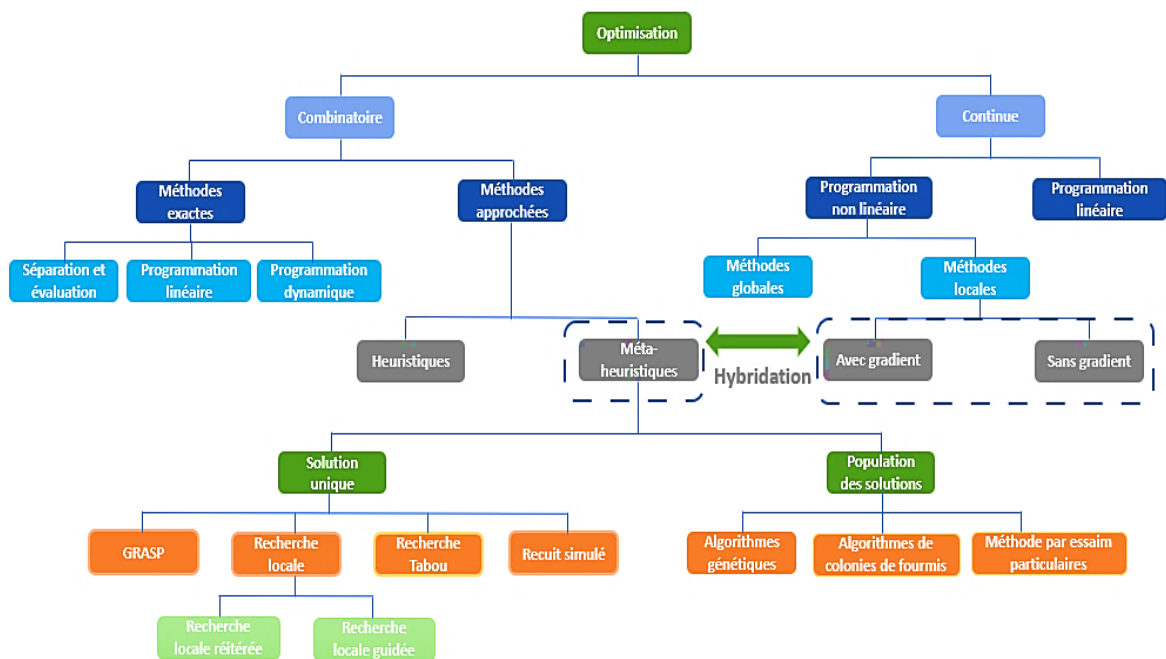 Optimisation
Combinatoire
Continue
Méthodes
exactes
Méthodes
approchées
Programmation
non linéaire
Programmation
linéaire
Séparation et
évaluation
Programmation
linéaire
Programmation
dynamique
Méthodes
globales
Méthodes
locales
Heuristiques
Méta-
heuristiques
Hybridation
Avec gradient
Sans gradient
Solution
unique
Population
des solutions
GRASP
Recherche
locale
Recherche
Tabou
Recuit simulé
Algorithmes
génétiques
Algorithmes de
colonies de fourmis
Méthode par essaim
particulaires
Recherche
locale réitérée
Recherche
locale guidée